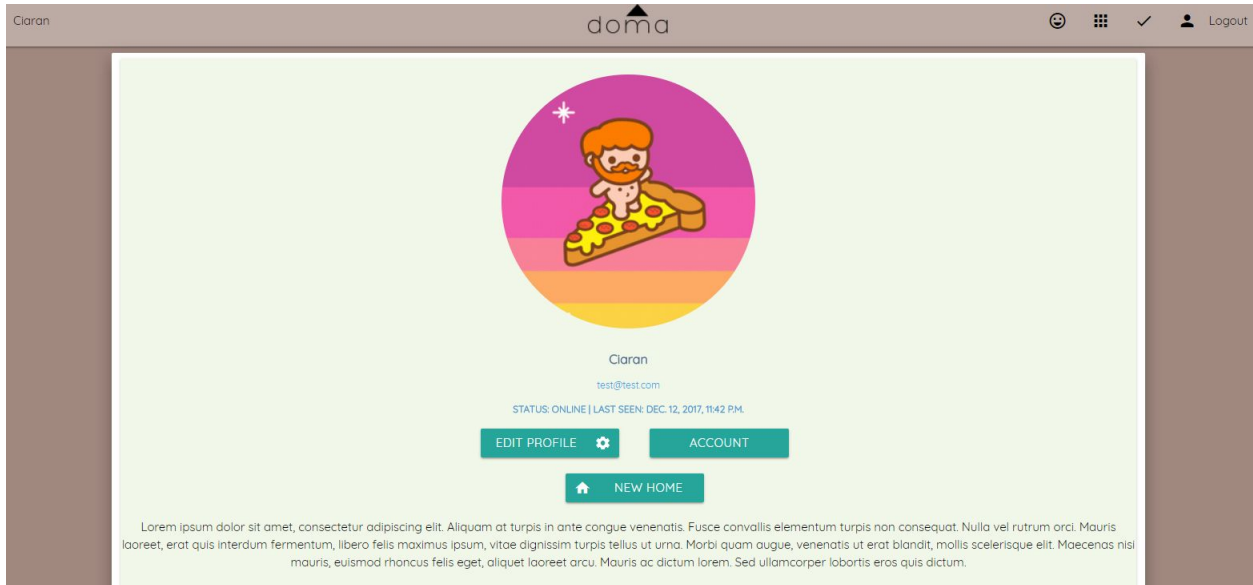 Ciaran
doma
Logout
Ciaran
test@test.com
STATUS: ONLINE | LAST SEEN: DEC. 12, 2017, 11:42 P.M.
EDIT PROFILE
ACCOUNT
NEW HOME
Lorem ipsum dolor sit amet, consectetur adipiscing elit. Aliquam at turpis in ante congue venenatis. Fusce convallis elementum turpis non consequat. Nulla vel rutrum orci. Mauris
laoreet, erat quis interdum fermentum, libero felis maximus ipsum, vitae dignissim turpis tellus ut urna. Morbi quam augue, venenatis ut erat blandit, mollis scelerisque elit. Maecenas nisi
mauris, euismod rhoncus felis eget, aliquet laoreet arcu. Mauris ac dictum lorem. Sed ullamcorper lobortis eros quis dictum.